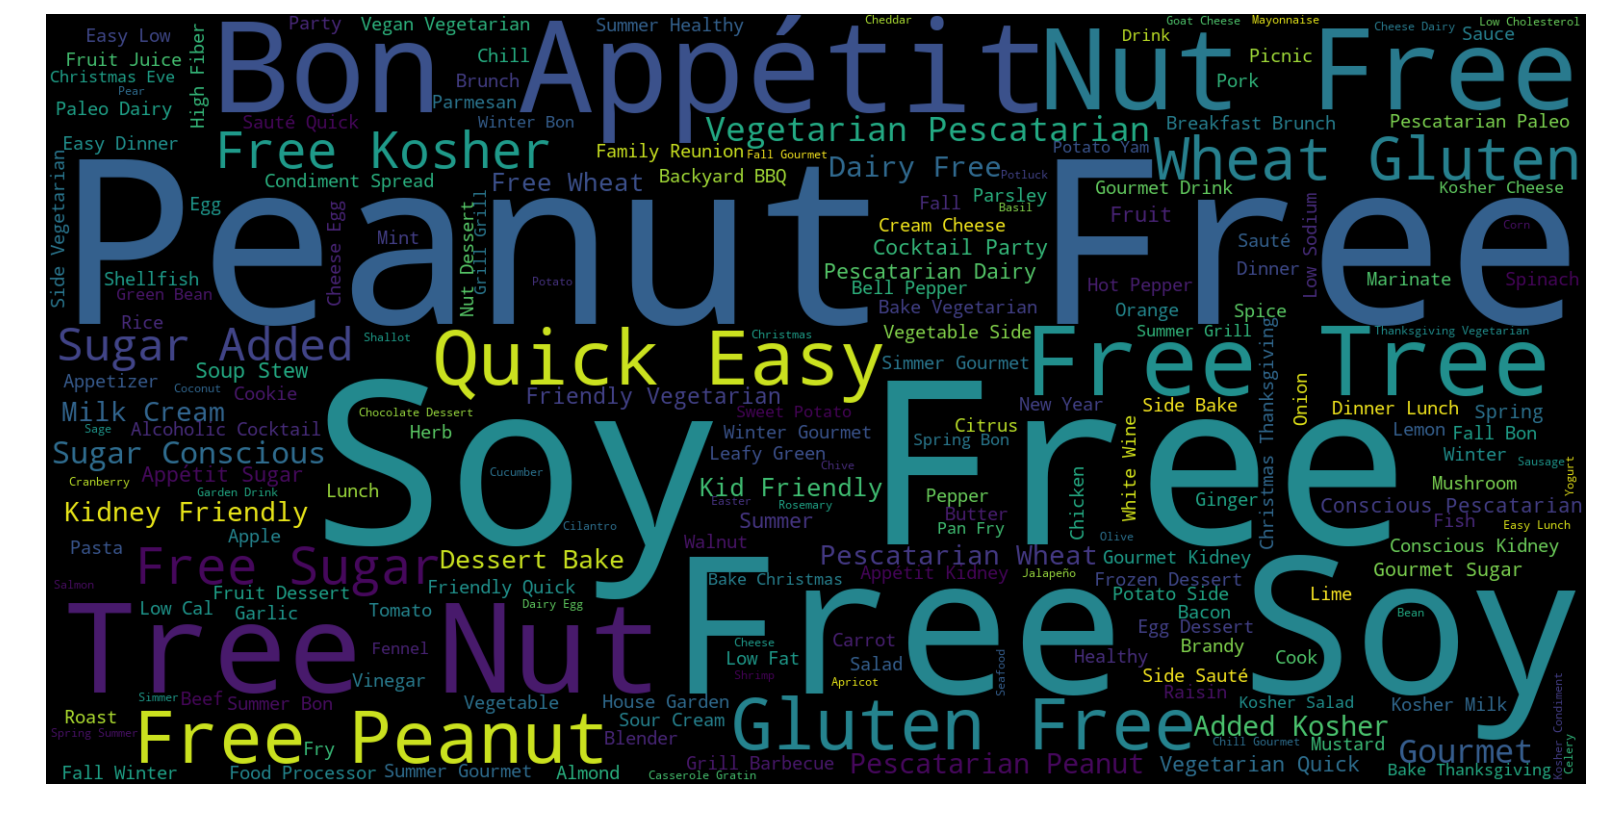 Easy Low
Party
Vegan Vegetarian
Summer Healthy
Cheddar
Goat Cheese
Mayonnaise
Cheese Dairy
Low Cholesterol
Fruit Juice
High Fiber
Bon Appétit
Chill
Nut Free
Drink
Picnic
Sauce
Christmas Eve
Pear
Brunch
Pork
Paleo Dairy
Parmesan
Sauté Quick
Winter Bon
Vegetarian Pescatarian
Breakfast Brunch
Pescatarian Paleo
Easy Dinner
Free Kosher
Family Reunion
Fall Gourmet
Dairy Free
Potato Yam
Wheat Gluten
Side Vegetarian
Condiment Spread
Free Wheat
Backyard BBQ
Potluck
Gourmet Drink
Kosher Cheese
Peanut Free
Egg
Cheese Egg
Mint
Nut Dessert
Grill Grill
Fall
Parsley
Basil
Fruit
Low Sodium
Cream Cheese
Cocktail Party
Sauté
Corn
Shellfish
Green Bean
Potato
Pescatarian Dairy
Bell Pepper
Hot Pepper
Dinner
Marinate
Spinach
Rice
Bake Vegetarian
Orange
Spice
Sugar Added
Shallot
Quick Easy
Christmas
Vegetable Side
Free Tree
Summer Grill
Christmas Thanksgiving
Thanksgiving Vegetarian
Soup Stew
Simmer Gourmet
Appetizer
Coconut
Cookie
Friendly Vegetarian
Onion
Milk Cream
Soy Free
Chocolate Dessert
Sweet Potato
New Year
Side Bake
Dinner Lunch
Spring
Sage
Alcoholic Cocktail
Herb
Winter Gourmet
Citrus
White Wine
Lemon
Fall Bon
Sugar Conscious
Leafy Green
Spring Bon
Winter
Sausage
Appétit Sugar
Cucumber
Chive
Chicken
Yogurt
Cranberry
Garden Drink
Lunch
Kid Friendly
Pepper
Ginger
Mushroom
Kidney Friendly
Easter
Rosemary
Butter
Conscious Pescatarian
Apple
Cilantro
Summer
Pan Fry
Olive
Fish
Easy Lunch
Pasta
Free Sugar
Dessert Bake
Walnut
Pescatarian Wheat
Gourmet Kidney
Conscious Kidney
Salmon
Fruit Dessert
Friendly Quick
Bake Christmas
Appétit Kidney
Jalapeño
Frozen Dessert
Gourmet Sugar
Potato Side
Lime
Low Cal
Garlic
Tomato
Dairy Egg
Free Soy
Bacon
Bean
Tree Nut
Egg Dessert
Fennel
Cheese
Carrot
Brandy
Low Fat
Salad
Healthy
Cook
Shrimp
Apricot
Seafood
Side Sauté
Vinegar
Raisin
Simmer
Beef
Summer Bon
Vegetable
House Garden
Kosher Salad
Kosher Milk
Kosher Condiment
Roast
Free Peanut
Sour Cream
Gluten Free
Added Kosher
Spring Summer
Fry
Blender
Chill Gourmet
Mustard
Gourmet
Celery
Fall Winter
Food Processor
Summer Gourmet
Almond
Casserole Gratin
Grill Barbecue
Pescatarian Peanut
Vegetarian Quick
Bake Thanksgiving